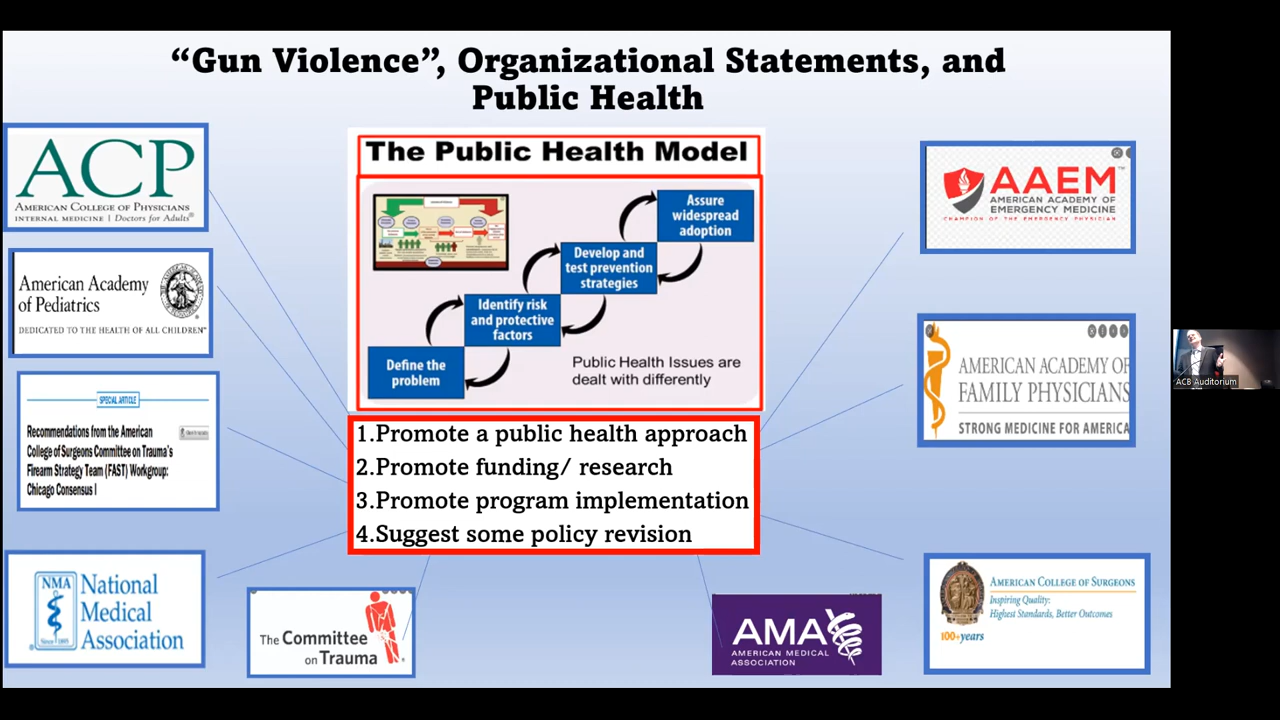 “Gun Violence”, Organizational Statements, and
Public Health
ACP
AMERICAN COLLEGE OF PHYSICIANS
INTERNAL MEDICINE | Doctors for Adults®
American Academy
of Pediatrics
DEDICATED TO THE HEALTH OF ALL CHILDREN™
SPECIAL ARTICLE
Recommendations from the American
College of Surgeons Committee on Trauma's
Firearm Strategy Team (FAST) Workgroup:
Chicago Consensus I
NMA
Since 1895
National
Medical
Association
The Committee
on Trauma
The Public Health Model
Assure
widespread
adoption
Develop and
test prevention
strategies
Identify risk
and protective
factors
Define the
problem
Public Health Issues are
dealt with differently
1.Promote a public health approach
2.Promote funding/ research
3.Promote program implementation
4.Suggest some policy revision
AMA
AMERICAN MEDICAL
ASSOCIATION
AAEM™
AMERICAN ACADEMY OF
EMERGENCY MEDICINE
CHAMPION OF THE EMERGENCY PHYSICIAN
AMERICAN ACADEMY OF
FAMILY PHYSICIANS
STRONG MEDICINE FOR AMERICA
AMERICAN COLLEGE OF SURGEONS
Inspiring Quality:
Highest Standards, Better Outcomes
100+years
ACB Auditorium